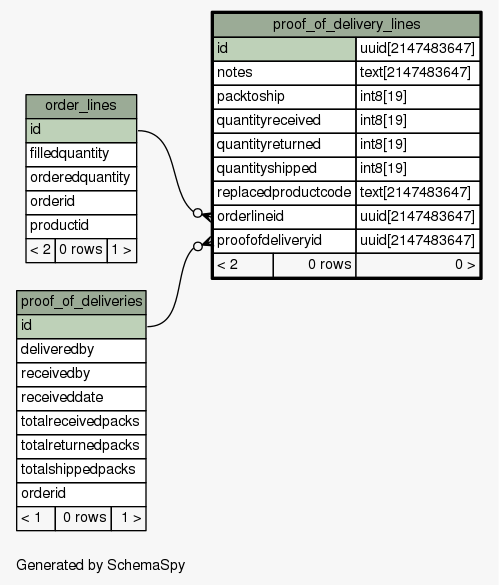 proof_of_delivery_lines
id uuid[2147483647]
notes text[2147483647]
packtoship int8[19]
quantityreceived int8[19]
quantityreturned int8[19]
quantityshipped int8[19]
replacedproductcode text[2147483647]
orderlineid uuid[2147483647]
proofofdeliveryid uuid[2147483647]
< 2 0 rows 0 >
order_lines
id
filledquantity
orderedquantity
orderid
productid
< 2 0 rows 1 >
proof_of_deliveries
id
deliveredby
receivedby
receiveddate
totalreceivedpacks
totalreturnedpacks
totalshippedpacks
orderid
< 1 0 rows 1 >
Generated by SchemaSpy